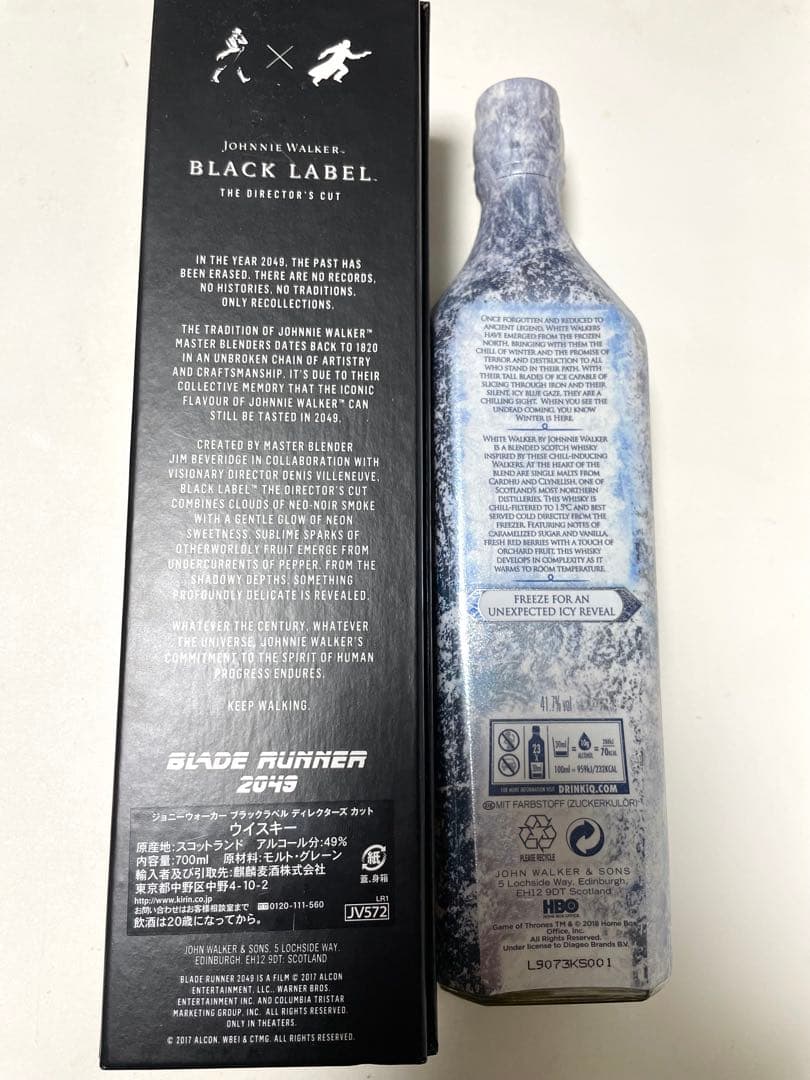 JOHNNIE WALKER™
BLACK LABEL™
THE DIRECTOR'S CUT
IN THE YEAR 2049, THE PAST HAS
BEEN ERASED. THERE ARE NO RECORDS,
NO HISTORIES, NO TRADITIONS.
ONLY RECOLLECTIONS.
THE TRADITION OF JOHNNIE WALKER™
MASTER BLENDERS DATES BACK TO 1820
IN AN UNBROKEN CHAIN OF ARTISTRY
AND CRAFTSMANSHIP. IT'S DUE TO THEIR
COLLECTIVE MEMORY THAT THE ICONIC
FLAVOUR OF JOHNNIE WALKER™ CAN
STILL BE TASTED IN 2049.
CREATED BY MASTER BLENDER
JIM BEVERIDGE IN COLLABORATION WITH
VISIONARY DIRECTOR DENIS VILLENEUVE,
BLACK LABEL™ THE DIRECTOR'S CUT
COMBINES CLOUDS OF NEO-NOIR SMOKE
WITH A GENTLE GLOW OF NEON
SWEETNESS. SUBLIME SPARKS OF
OTHERWORLDLY FRUIT EMERGE FROM
UNDERCURRENTS OF PEPPER. FROM THE
SHADOWY DEPTHS, SOMETHING
PROFOUNDLY DELICATE IS REVEALED.
WHATEVER THE CENTURY, WHATEVER
THE UNIVERSE, JOHNNIE WALKER'S
COMMITMENT TO THE SPIRIT OF HUMAN
PROGRESS ENDURES.
KEEP WALKING.
BLADE RUNNER
2049
ジョニーウォーカー ブラックラベル ディレクターズ カット
ウイスキー
原産地:スコットランド アルコール分:49%
内容量:700ml 原材料:モルト・グレーン
輸入者及び引取先:麒麟麦酒株式会社
東京都中野区中野4-10-2
http://www.kirin.co.jp
お問い合わせはお客様相談室まで 0120-111-560
飲酒は20歳になってから。
紙
蓋、身箱
LR1
JV572
JOHN WALKER & SONS, 5 LOCHSIDE WAY,
EDINBURGH, EH12 9DT, SCOTLAND
BLADE RUNNER 2049 IS A FILM © 2017 ALCON
ENTERTAINMENT, LLC., WARNER BROS.
ENTERTAINMENT INC. AND COLUMBIA TRISTAR
MARKETING GROUP, INC. ALL RIGHTS RESERVED.
ONLY IN THEATERS.
© 2017 ALCON, WBEI & CTMG. ALL RIGHTS RESERVED.
ONCE FORGOTTEN AND REDUCED TO
ANCIENT LEGEND, WHITE WALKERS
HAVE EMERGED FROM THE FROZEN
NORTH, BRINGING WITH THEM THE
CHILL OF WINTER AND THE PROMISE OF
TERROR AND DESTRUCTION TO ALL
WHO STAND IN THEIR PATH. WITH
THEIR TALL BLADES OF ICE CAPABLE OF
SLICING THROUGH IRON AND THEIR
SILENT, ICY BLUE GAZE, THEY ARE A
CHILLING SIGHT. WHEN YOU SEE THE
UNDEAD COMING, YOU KNOW
WINTER IS HERE.
WHITE WALKER BY JOHNNIE WALKER
IS A BLENDED SCOTCH WHISKY
INSPIRED BY THESE CHILL-INDUCING
WALKERS. AT THE HEART OF THE
BLEND ARE SINGLE MALTS FROM
CARDHU AND CLYNELISH, ONE OF
SCOTLAND'S MOST NORTHERN
DISTILLERIES. THIS WHISKY IS
CHILL-FILTERED TO 1.5°C AND BEST
SERVED COLD DIRECTLY FROM THE
FREEZER. FEATURING NOTES OF
CARAMELIZED SUGAR AND VANILLA,
FRESH RED BERRIES WITH A TOUCH OF
ORCHARD FRUIT, THIS WHISKY
DEVELOPS IN COMPLEXITY AS IT
WARMS TO ROOM TEMPERATURE.
FREEZE FOR AN
UNEXPECTED ICY REVEAL
41.7% vol
23
x
30ml
30ml = 10g ALCOHOL = 288kJ/70KCAL
100ml = 959kJ/232KCAL
FOR MORE INFORMATION VISIT DRINKiQ.COM
DE MIT FARBSTOFF (ZUCKERKULÖR)
PLEASE RECYCLE
JOHN WALKER & SONS
5 Lochside Way, Edinburgh,
EH12 9DT Scotland
HBO
HOME BOX OFFICE
Game of Thrones TM & © 2018 Home Box
Office, Inc.
All Rights Reserved.
Under license to Diageo Brands B.V.
L9073KS001